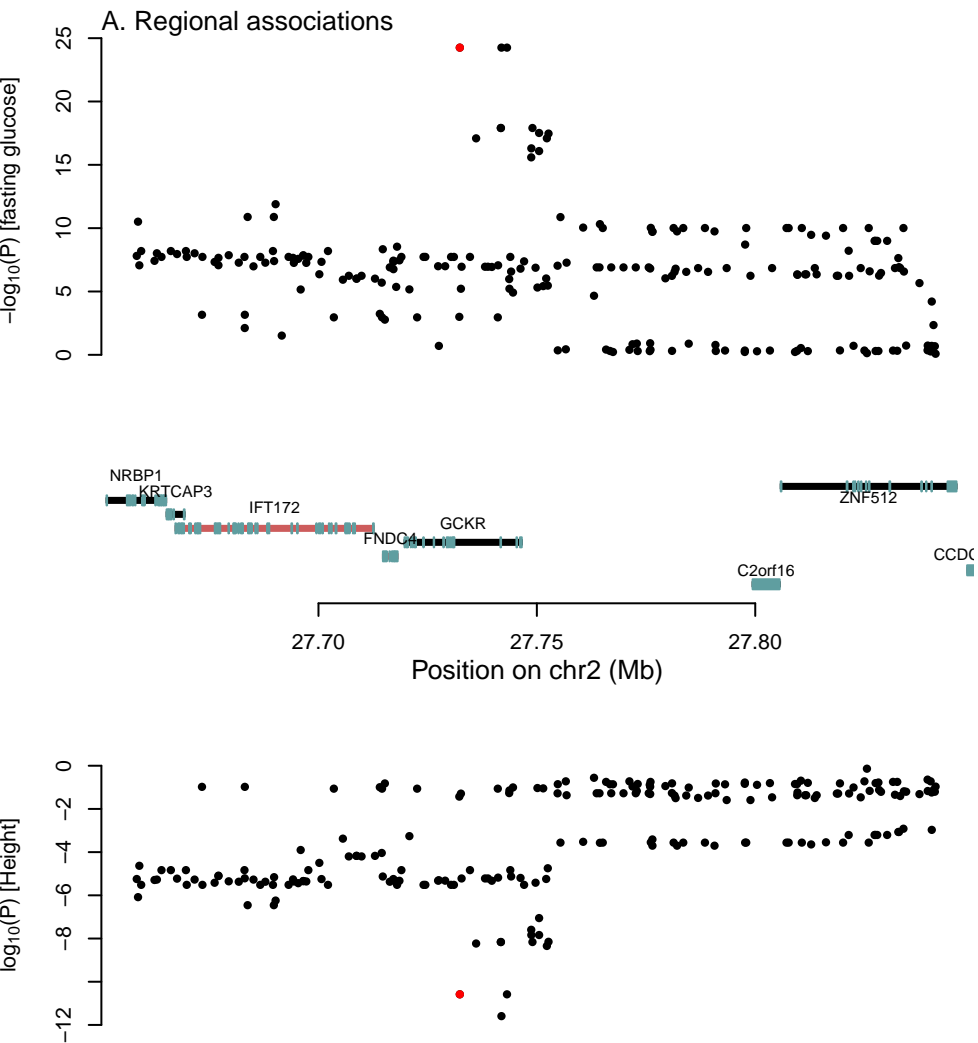 A. Regional associations
−log10(P) [fasting glucose]
25
20
15
10
5
0
NRBP1
KRTCAP3
IFT172
FNDC4
GCKR
ZNF512
C2orf16
CCDC
27.70 27.75 27.80
Position on chr2 (Mb)
log10(P) [Height]
0
−2
−4
−6
−8
−12